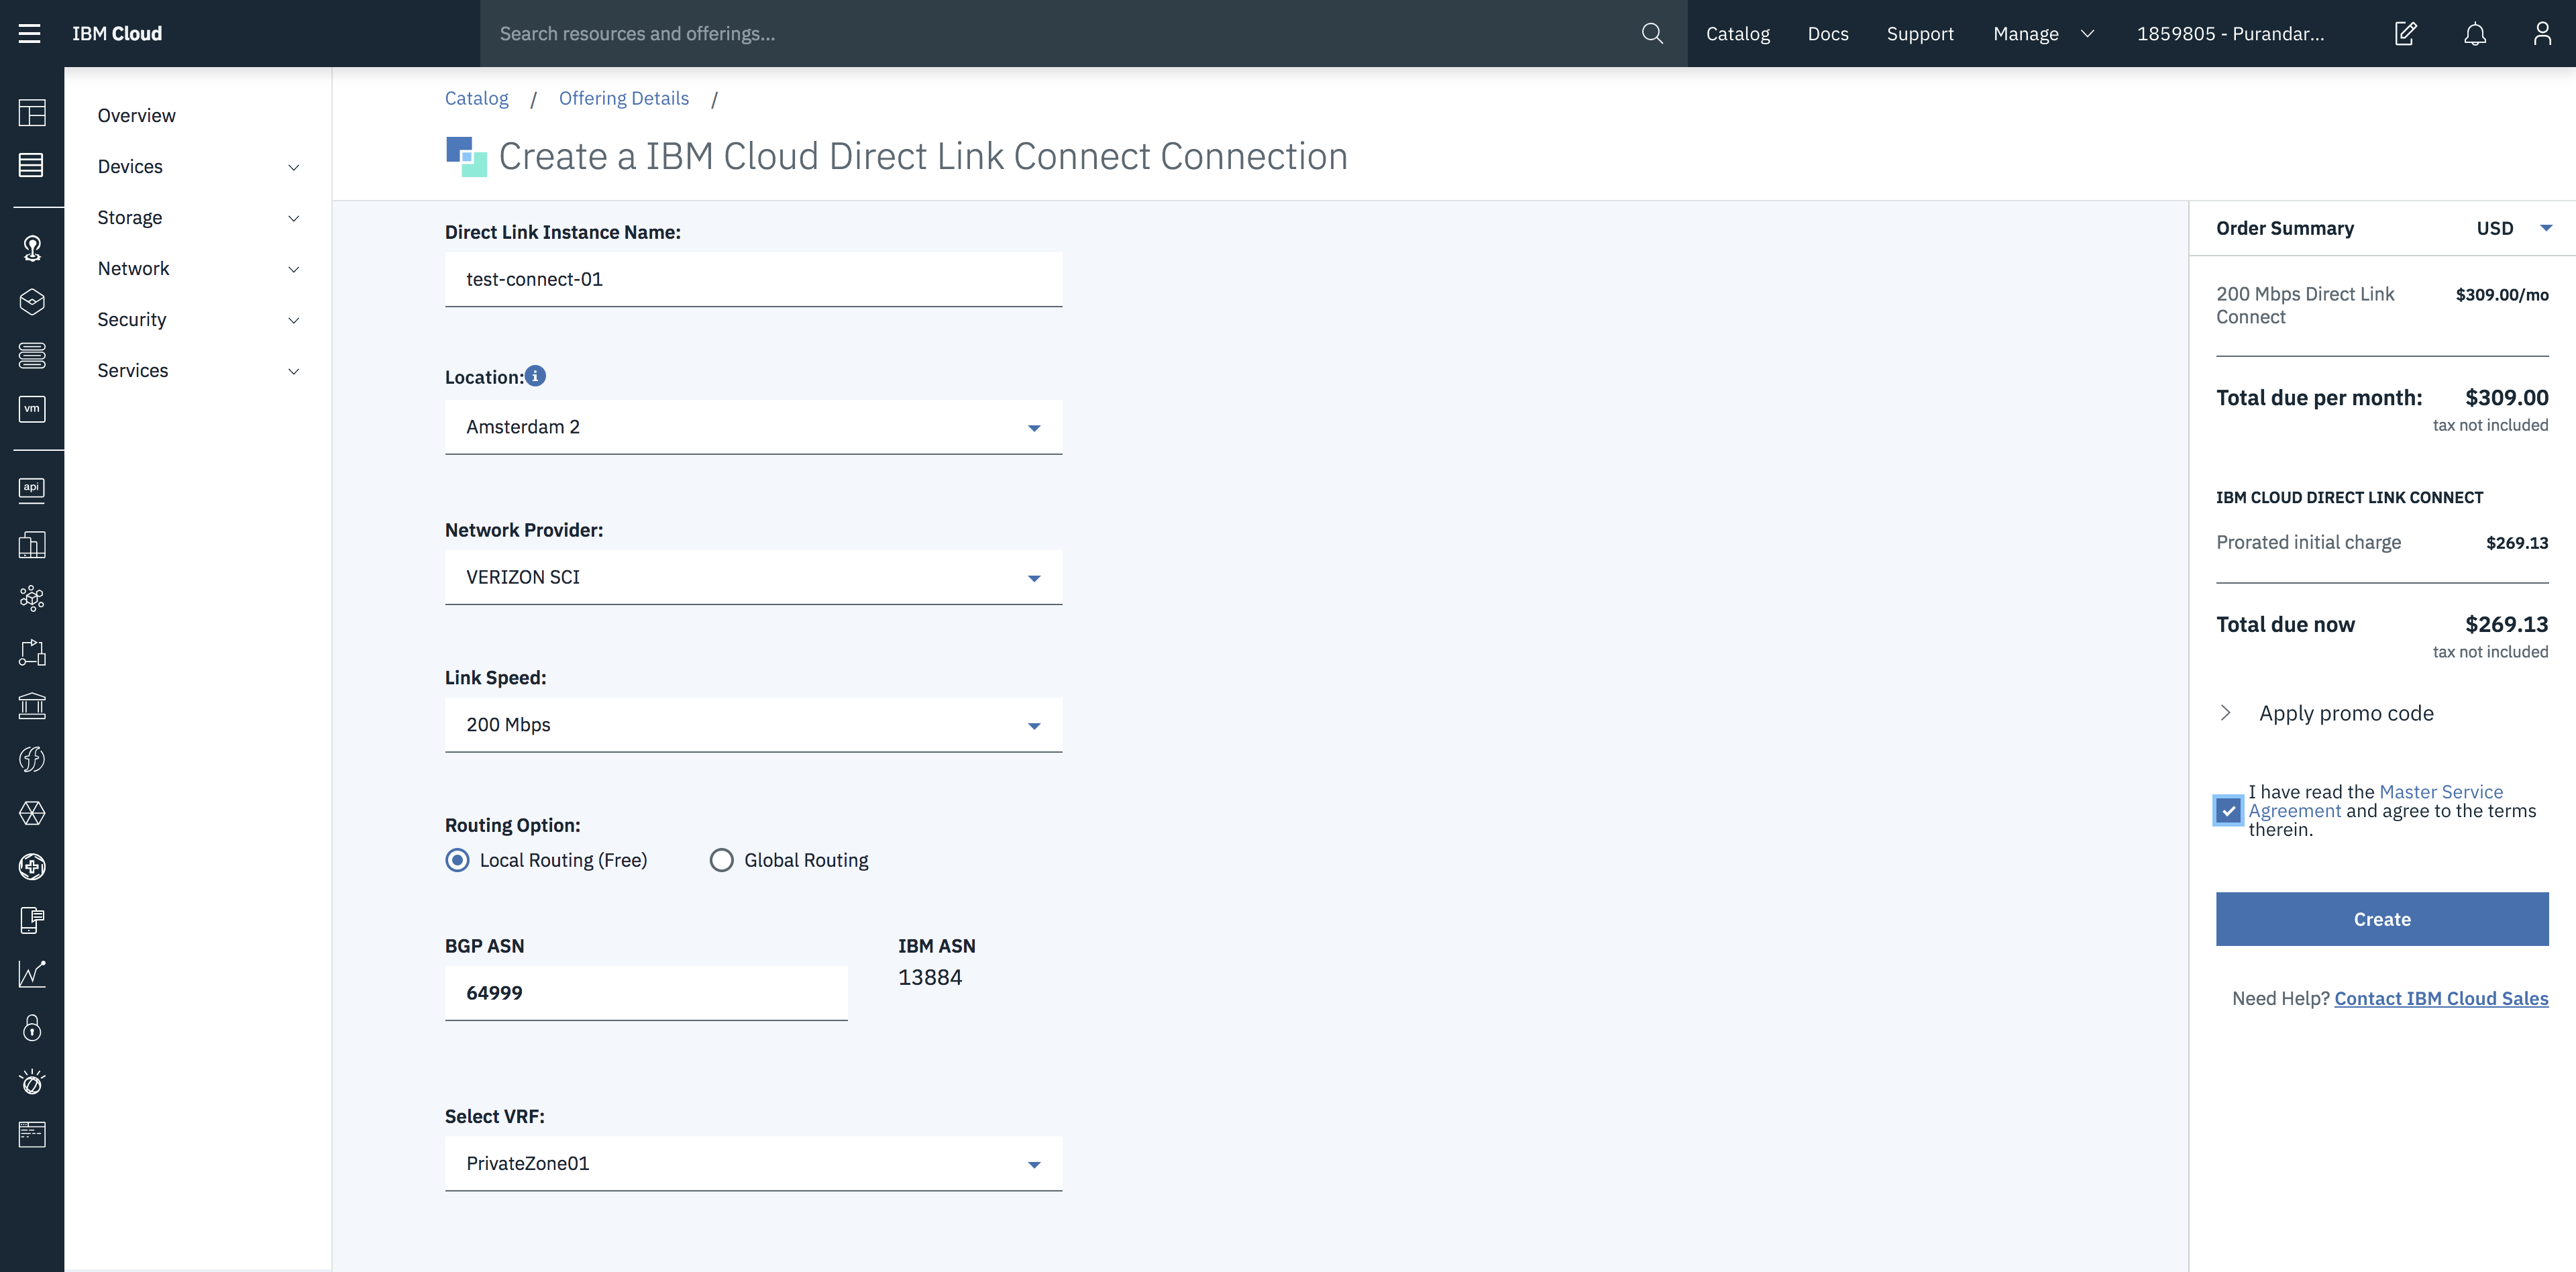 IBM Cloud
Search resources and offerings...
Catalog
Docs
Support
Manage
1859805 - Purandar...
vm
api
Overview
Devices
Storage
Network
Security
Services
Catalog / Offering Details /
Create a IBM Cloud Direct Link Connect Connection
Direct Link Instance Name:
test-connect-01
Location:
Amsterdam 2
Network Provider:
VERIZON SCI
Link Speed:
200 Mbps
Routing Option:
Local Routing (Free)
Global Routing
BGP ASN
64999
IBM ASN
13884
Select VRF:
PrivateZone01
Order Summary
USD
200 Mbps Direct Link
Connect
$309.00/mo
Total due per month:
$309.00
tax not included
IBM CLOUD DIRECT LINK CONNECT
Prorated initial charge
$269.13
Total due now
$269.13
tax not included
Apply promo code
I have read the Master Service
Agreement and agree to the terms
therein.
Create
Need Help? Contact IBM Cloud Sales